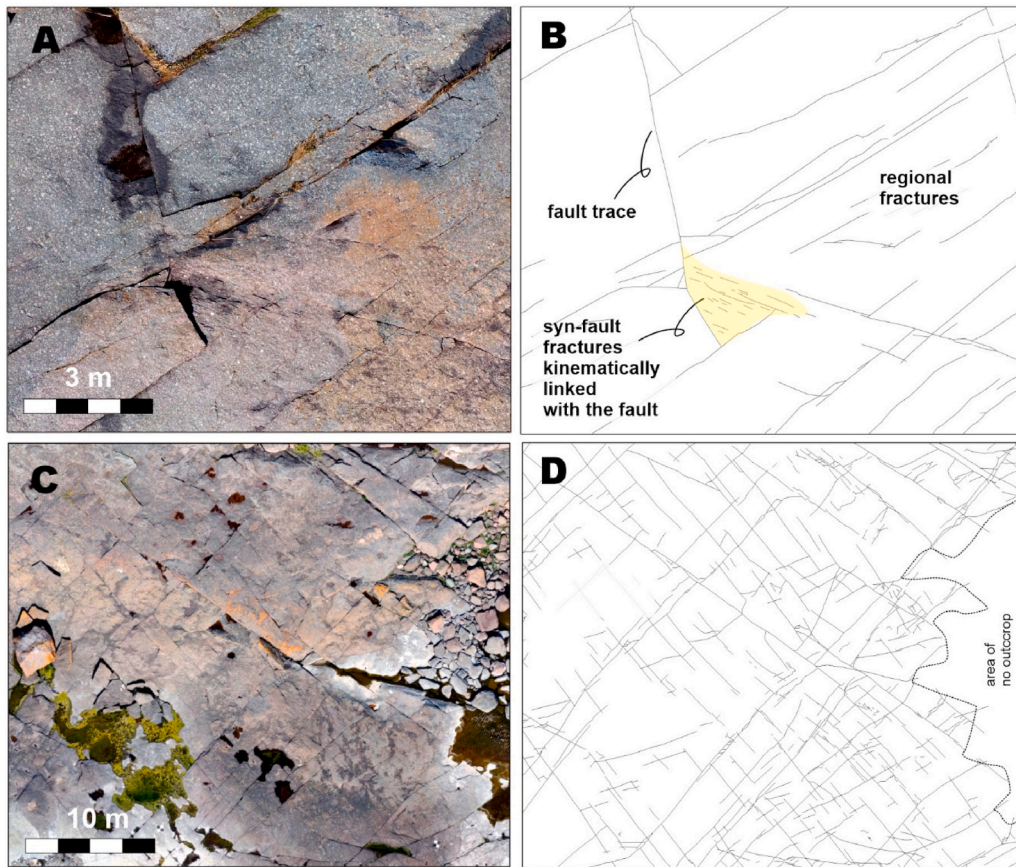 A
3 m
B
fault trace
regional
fractures
syn-fault
fractures
kinematically
linked
with the fault
C
10 m
D
area of
no outcrop